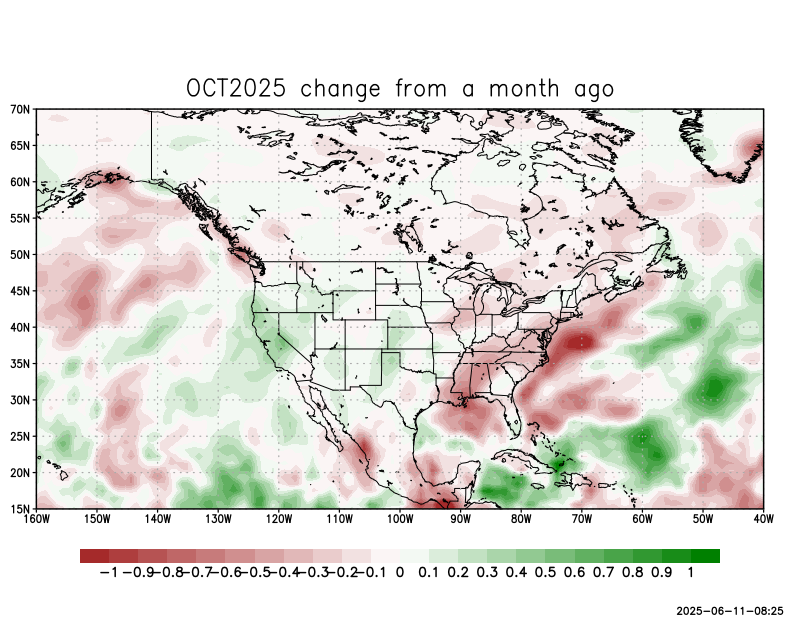 OCT2025 change from a month ago
70N
65N
60N
55N
50N
45N
40N
35N
30N
25N
20N
15N
160W 150W 140W 130W 120W 110W 100W 90W 80W 70W 60W 50W 40W
−1 −0.9 −0.8 −0.7 −0.6 −0.5 −0.4 −0.3 −0.2 −0.1 0 0.1 0.2 0.3 0.4 0.5 0.6 0.7 0.8 0.9 1
2025−06−11−08:25